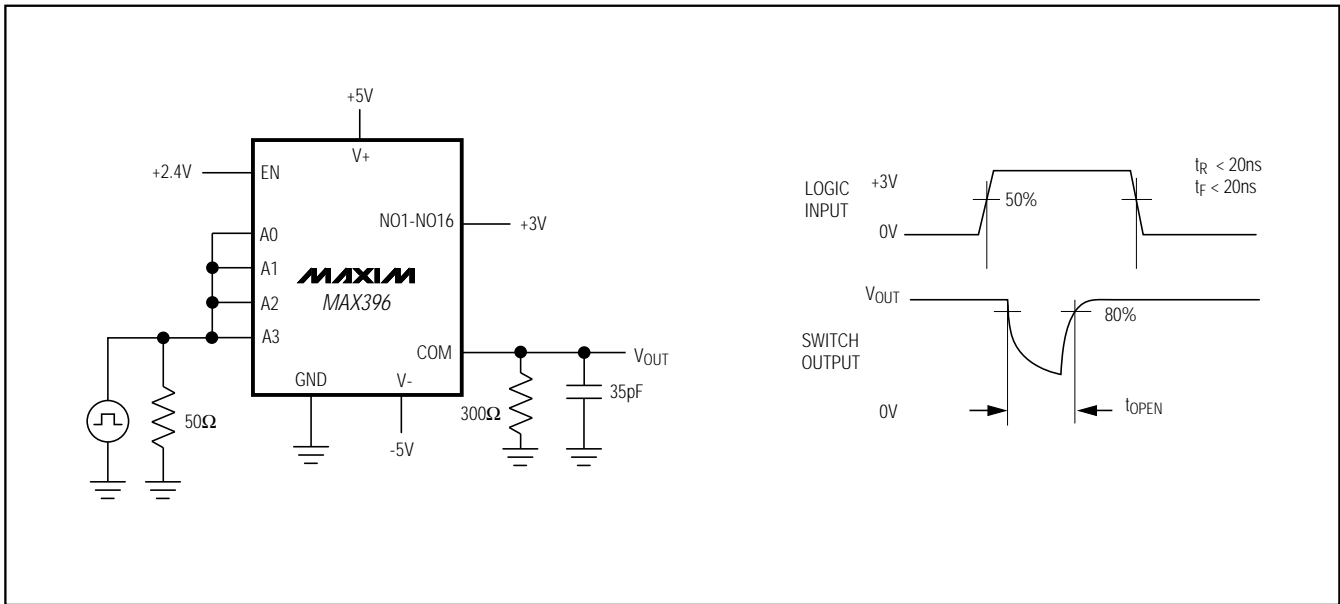 +5V
V+
+2.4V
EN
NO1-NO16
+3V
A0
A1
A2
A3
MAXIM
MAX396
COM
VOUT
GND
V-
50Ω
-5V
300Ω
35pF
LOGIC
INPUT
+3V
50%
0V
tR < 20ns
tF < 20ns
VOUT
80%
SWITCH
OUTPUT
0V
tOPEN